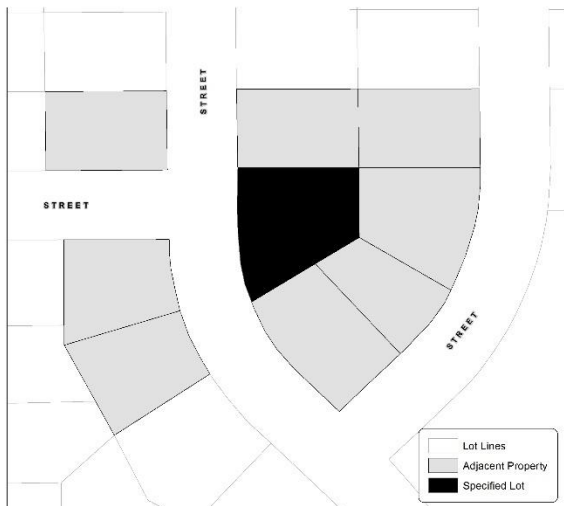 STREET
STREET
STREET
Lot Lines
Adjacent Property
Specified Lot